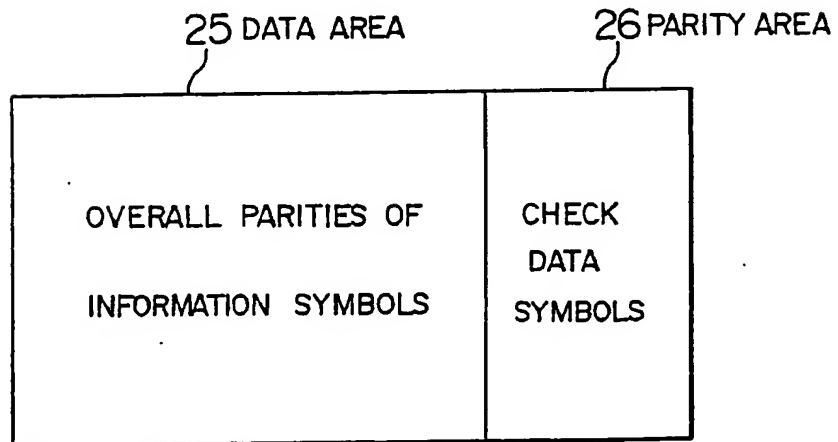 25 DATA AREA
26 PARITY AREA
OVERALL PARITIES OF
INFORMATION SYMBOLS
CHECK
DATA
SYMBOLS